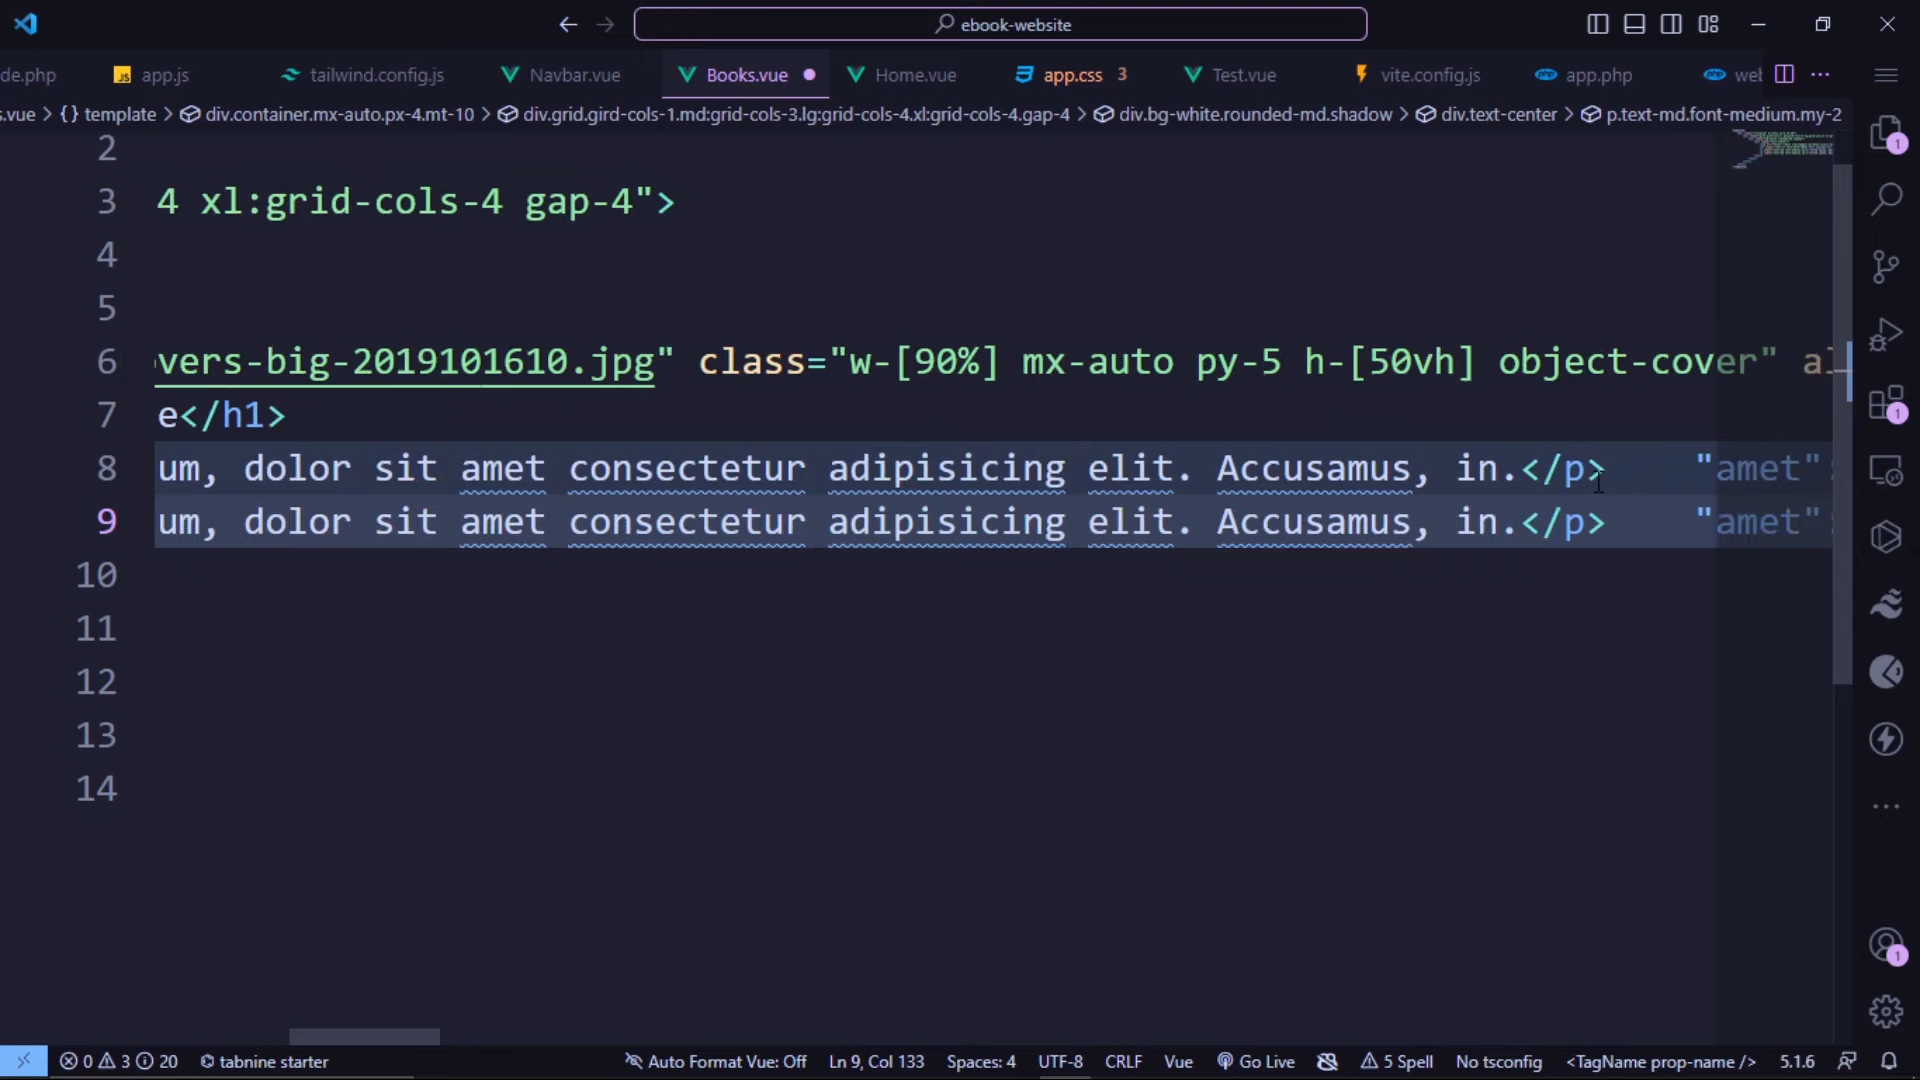 ebook-website
de.php
JS app.js
tailwind.config.js
Navbar.vue
Books.vue
Home.vue
app.css 3
Test.vue
vite.config.js
app.php
wel
s.vue > {} template > div.container.mx-auto.px-4.mt-10 > div.grid.gird-cols-1.md:grid-cols-3.lg:grid-cols-4.xl:grid-cols-4.gap-4 > div.bg-white.rounded-md.shadow > div.text-center > p.text-md.font-medium.my-2
2
3 4 xl:grid-cols-4 gap-4">
4
5
6 overs-big-2019101610.jpg" class="w-[90%] mx-auto py-5 h-[50vh] object-cover" al
7 e</h1>
8 um, dolor sit amet consectetur adipisicing elit. Accusamus, in.</p> "amet":
9 um, dolor sit amet consectetur adipisicing elit. Accusamus, in.</p> "amet":
10
11
12
13
14
1
1
1
0 3 20 tabnine starter Auto Format Vue: Off Ln 9, Col 133 Spaces: 4 UTF-8 CRLF Vue Go Live 5 Spell No tsconfig <TagName prop-name /> 5.1.6